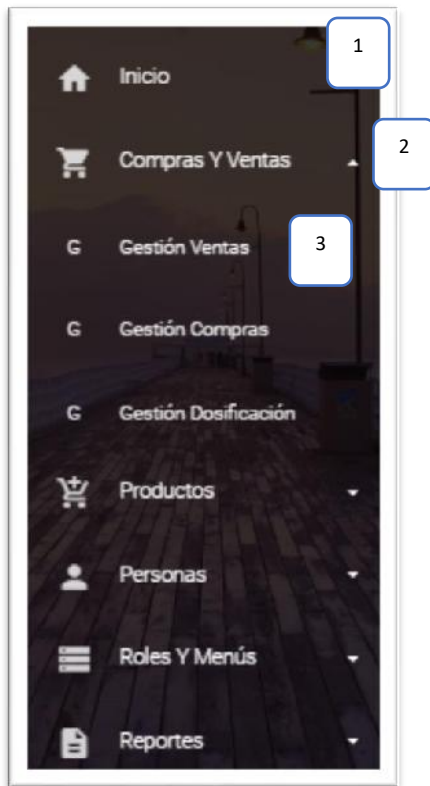 Inicio 1
Compras Y Ventas 2
G Gestión Ventas 3
G Gestión Compras
G Gestión Dosificación
Productos
Personas
Roles Y Menús
Reportes